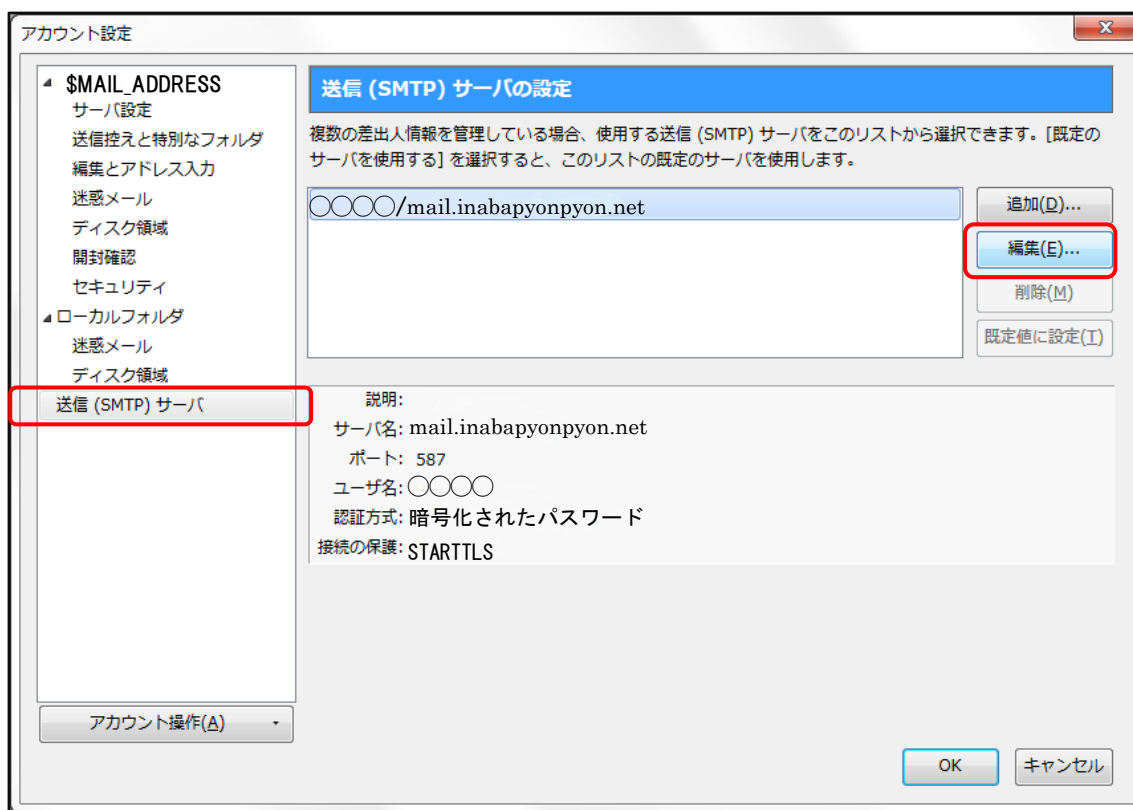 アカウント設定
$MAIL_ADDRESS
サーバ設定
送信控えと特別なフォルダ
編集とアドレス入力
迷惑メール
ディスク領域
開封確認
セキュリティ
ローカルフォルダ
迷惑メール
ディスク領域
送信 (SMTP) サーバ
アカウント操作(A)
送信 (SMTP) サーバの設定
複数の差出人情報を管理している場合、使用する送信 (SMTP) サーバをこのリストから選択できます。[既定の
サーバを使用する] を選択すると、このリストの既定のサーバを使用します。
〇〇〇〇/mail.inabapyonpyon.net
追加(D)...
編集(E)...
削除(M)
既定値に設定(T)
説明:
サーバ名: mail.inabapyonpyon.net
ポート: 587
ユーザ名: 〇〇〇〇
認証方式: 暗号化されたパスワード
接続の保護: STARTTLS
OK
キャンセル